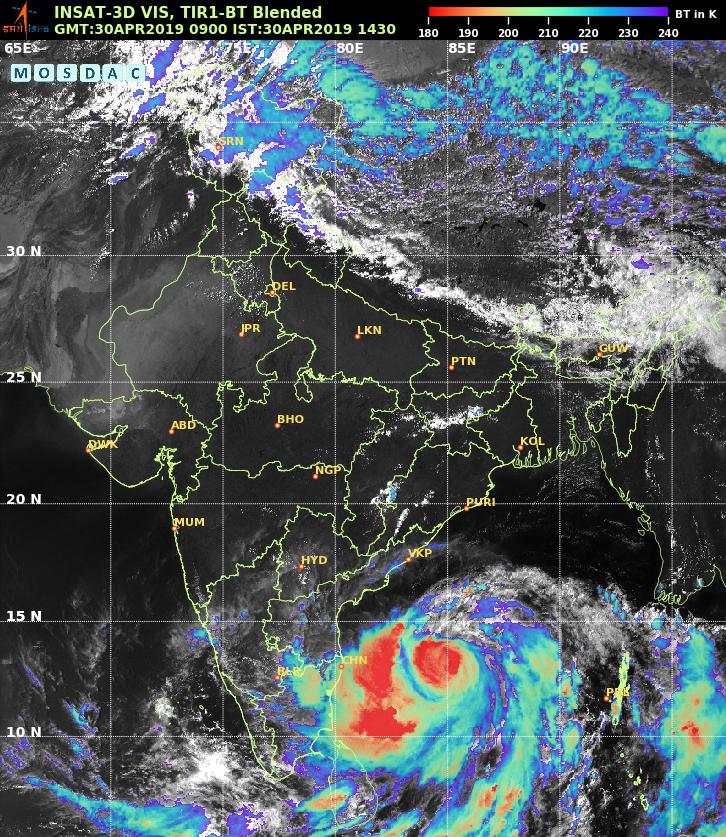 INSAT-3D VIS, TIR1-BT Blended
GMT:30APR2019 0900 IST:30APR2019 1430
BT in K
180 190 200 210 220 230 240
65E 75E 80E 85E 90E
MOSDAC
SRN
30 N
DEL
JPR
LKN
GUW
PTN
25 N
ABD
BHO
DWK
KOL
NGP
20 N
PURI
MUM
VKP
HYD
15 N
CHN
BLR
10 N